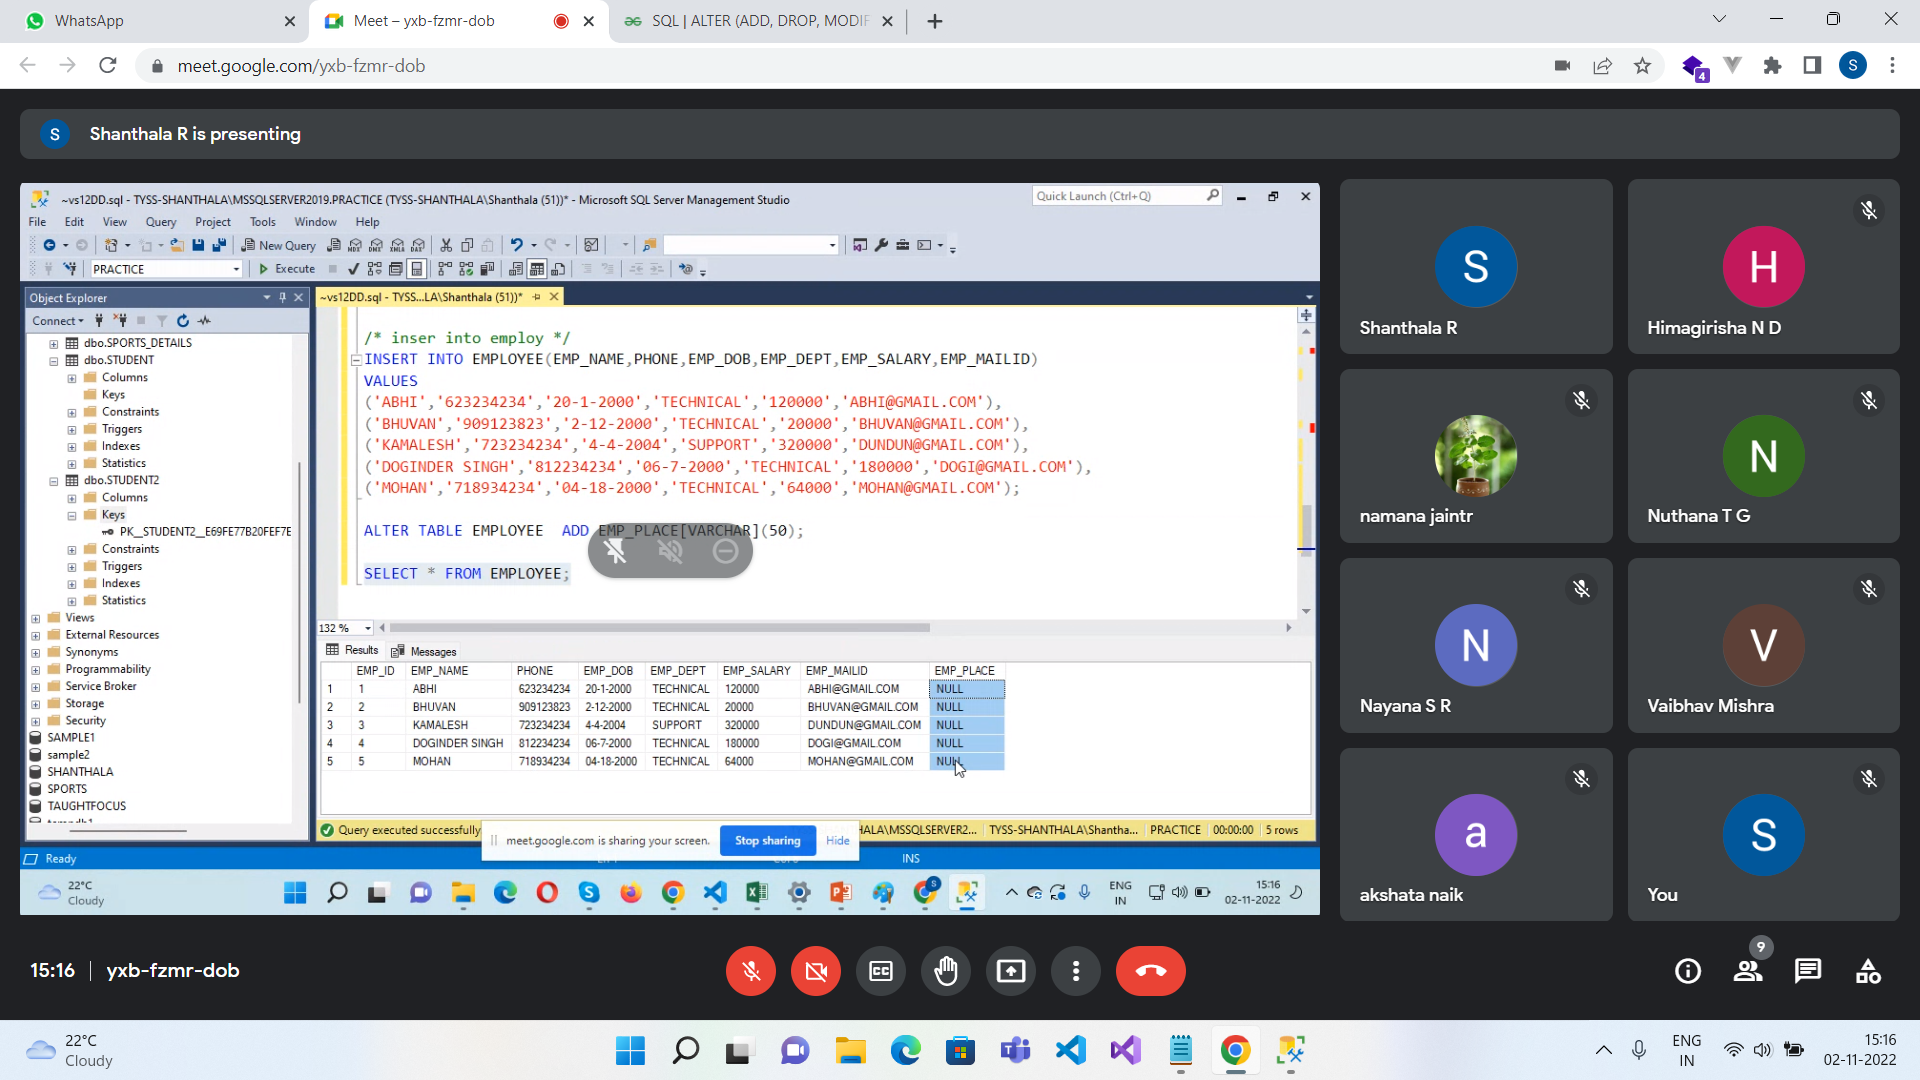 WhatsApp
Meet – yxb-fzmr-dob
SQL | ALTER (ADD, DROP, MODIF
meet.google.com/yxb-fzmr-dob
4
S
S
Shanthala R is presenting
~vs12DD.sql - TYSS-SHANTHALA\MSSQLSERVER2019.PRACTICE (TYSS-SHANTHALA\Shanthala (51))* - Microsoft SQL Server Management Studio
Quick Launch (Ctrl+Q)
File Edit View Query Project Tools Window Help
New Query
PRACTICE
Execute
Object Explorer
Connect
dbo.SPORTS_DETAILS
dbo.STUDENT
Columns
Keys
Constraints
Triggers
Indexes
Statistics
dbo.STUDENT2
Columns
Keys
PK__STUDENT2__E69FE77B20FEF7E
Constraints
Triggers
Indexes
Statistics
Views
External Resources
Synonyms
Programmability
Service Broker
Storage
Security
SAMPLE1
sample2
SHANTHALA
SPORTS
TAUGHTFOCUS
~vs12DD.sql - TYSS...LA\Shanthala (51))*
/* inser into employ */
INSERT INTO EMPLOYEE(EMP_NAME,PHONE,EMP_DOB,EMP_DEPT,EMP_SALARY,EMP_MAILID)
VALUES
('ABHI','623234234','20-1-2000','TECHNICAL','120000','ABHI@GMAIL.COM'),
('BHUVAN','909123823','2-12-2000','TECHNICAL','20000','BHUVAN@GMAIL.COM'),
('KAMALESH','723234234','4-4-2004','SUPPORT','320000','DUNDUN@GMAIL.COM'),
('DOGINDER SINGH','812234234','06-7-2000','TECHNICAL','180000','DOGI@GMAIL.COM'),
('MOHAN','718934234','04-18-2000','TECHNICAL','64000','MOHAN@GMAIL.COM');
ALTER TABLE EMPLOYEE ADD EMP_PLACE[VARCHAR](50);
SELECT * FROM EMPLOYEE;
132 %
Results Messages
EMP_ID EMP_NAME PHONE EMP_DOB EMP_DEPT EMP_SALARY EMP_MAILID EMP_PLACE
1 1 ABHI 623234234 20-1-2000 TECHNICAL 120000 ABHI@GMAIL.COM NULL
2 2 BHUVAN 909123823 2-12-2000 TECHNICAL 20000 BHUVAN@GMAIL.COM NULL
3 3 KAMALESH 723234234 4-4-2004 SUPPORT 320000 DUNDUN@GMAIL.COM NULL
4 4 DOGINDER SINGH 812234234 06-7-2000 TECHNICAL 180000 DOGI@GMAIL.COM NULL
5 5 MOHAN 718934234 04-18-2000 TECHNICAL 64000 MOHAN@GMAIL.COM NULL
Query executed successfully
HALA\MSSQLSERVER2... TYSS-SHANTHALA\Shantha... PRACTICE 00:00:00 5 rows
meet.google.com is sharing your screen. Stop sharing Hide
Ready
INS
22°C
Cloudy
ENG
IN
15:16
02-11-2022
S
Shanthala R
H
Himagirisha N D
namana jaintr
N
Nuthana T G
N
Nayana S R
V
Vaibhav Mishra
a
akshata naik
S
You
15:16 | yxb-fzmr-dob
9
22°C
Cloudy
ENG
IN
15:16
02-11-2022